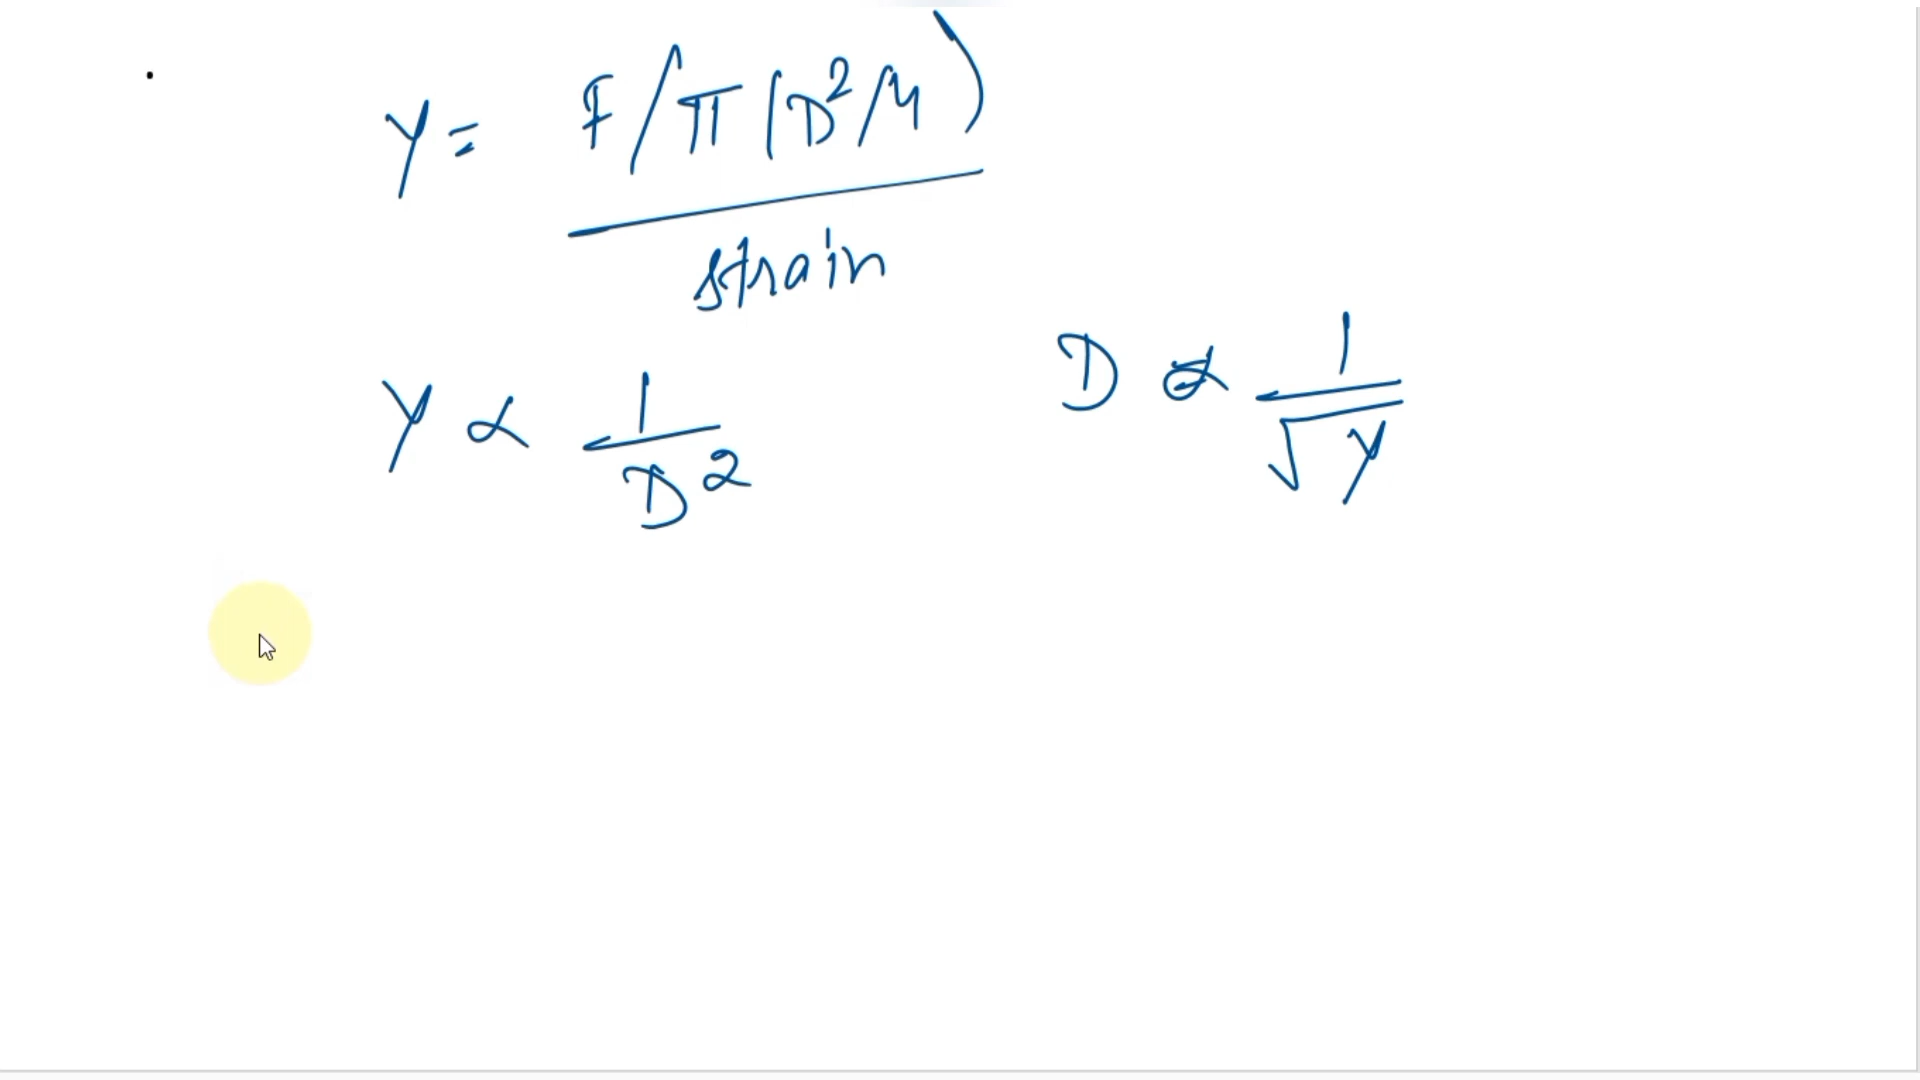 Y = F/π(D²/4) / strain
Y ∝ 1/D²
D ∝ 1/√Y